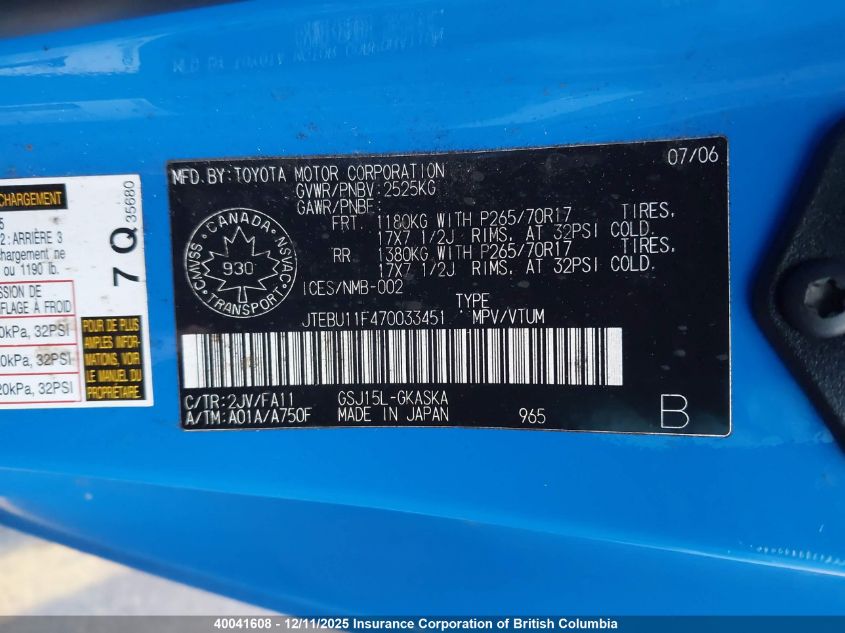 MFD. BY: TOYOTA MOTOR CORPORATION 07/06
GVWR/PNBV: 2525KG
GAWR/PNBE:
FRT 1180KG WITH P265/70R17 TIRES,
17X7 1/2J RIMS, AT 32PSI COLD.
RR 1380KG WITH P265/70R17 TIRES,
17X7 1/2J RIMS, AT 32PSI COLD.
ICES/NMB-002
TYPE
JTEBU11F470033451 MPV/VTUM
C/TR: 2JV/FA11 GSJ15L-GKASKA
A/TM: A01A/A750F MADE IN JAPAN 965 B
CANADA
CMVSS NSVAC
930
TRANSPORT
CHARGEMENT
5
2: ARRIÈRE 3
chargement ne
ou 1190 lb.
SSION DE
FLAGE À FROID
0kPa, 32PSI
0kPa, 32PSI
20kPa, 32PSI
7 Q 35680
POUR DE PLUS
AMPLES INFOR-
MATIONS, VOIR
LE MANUEL DU
PROPRIÉTAIRE
40041608 - 12/11/2025 Insurance Corporation of British Columbia